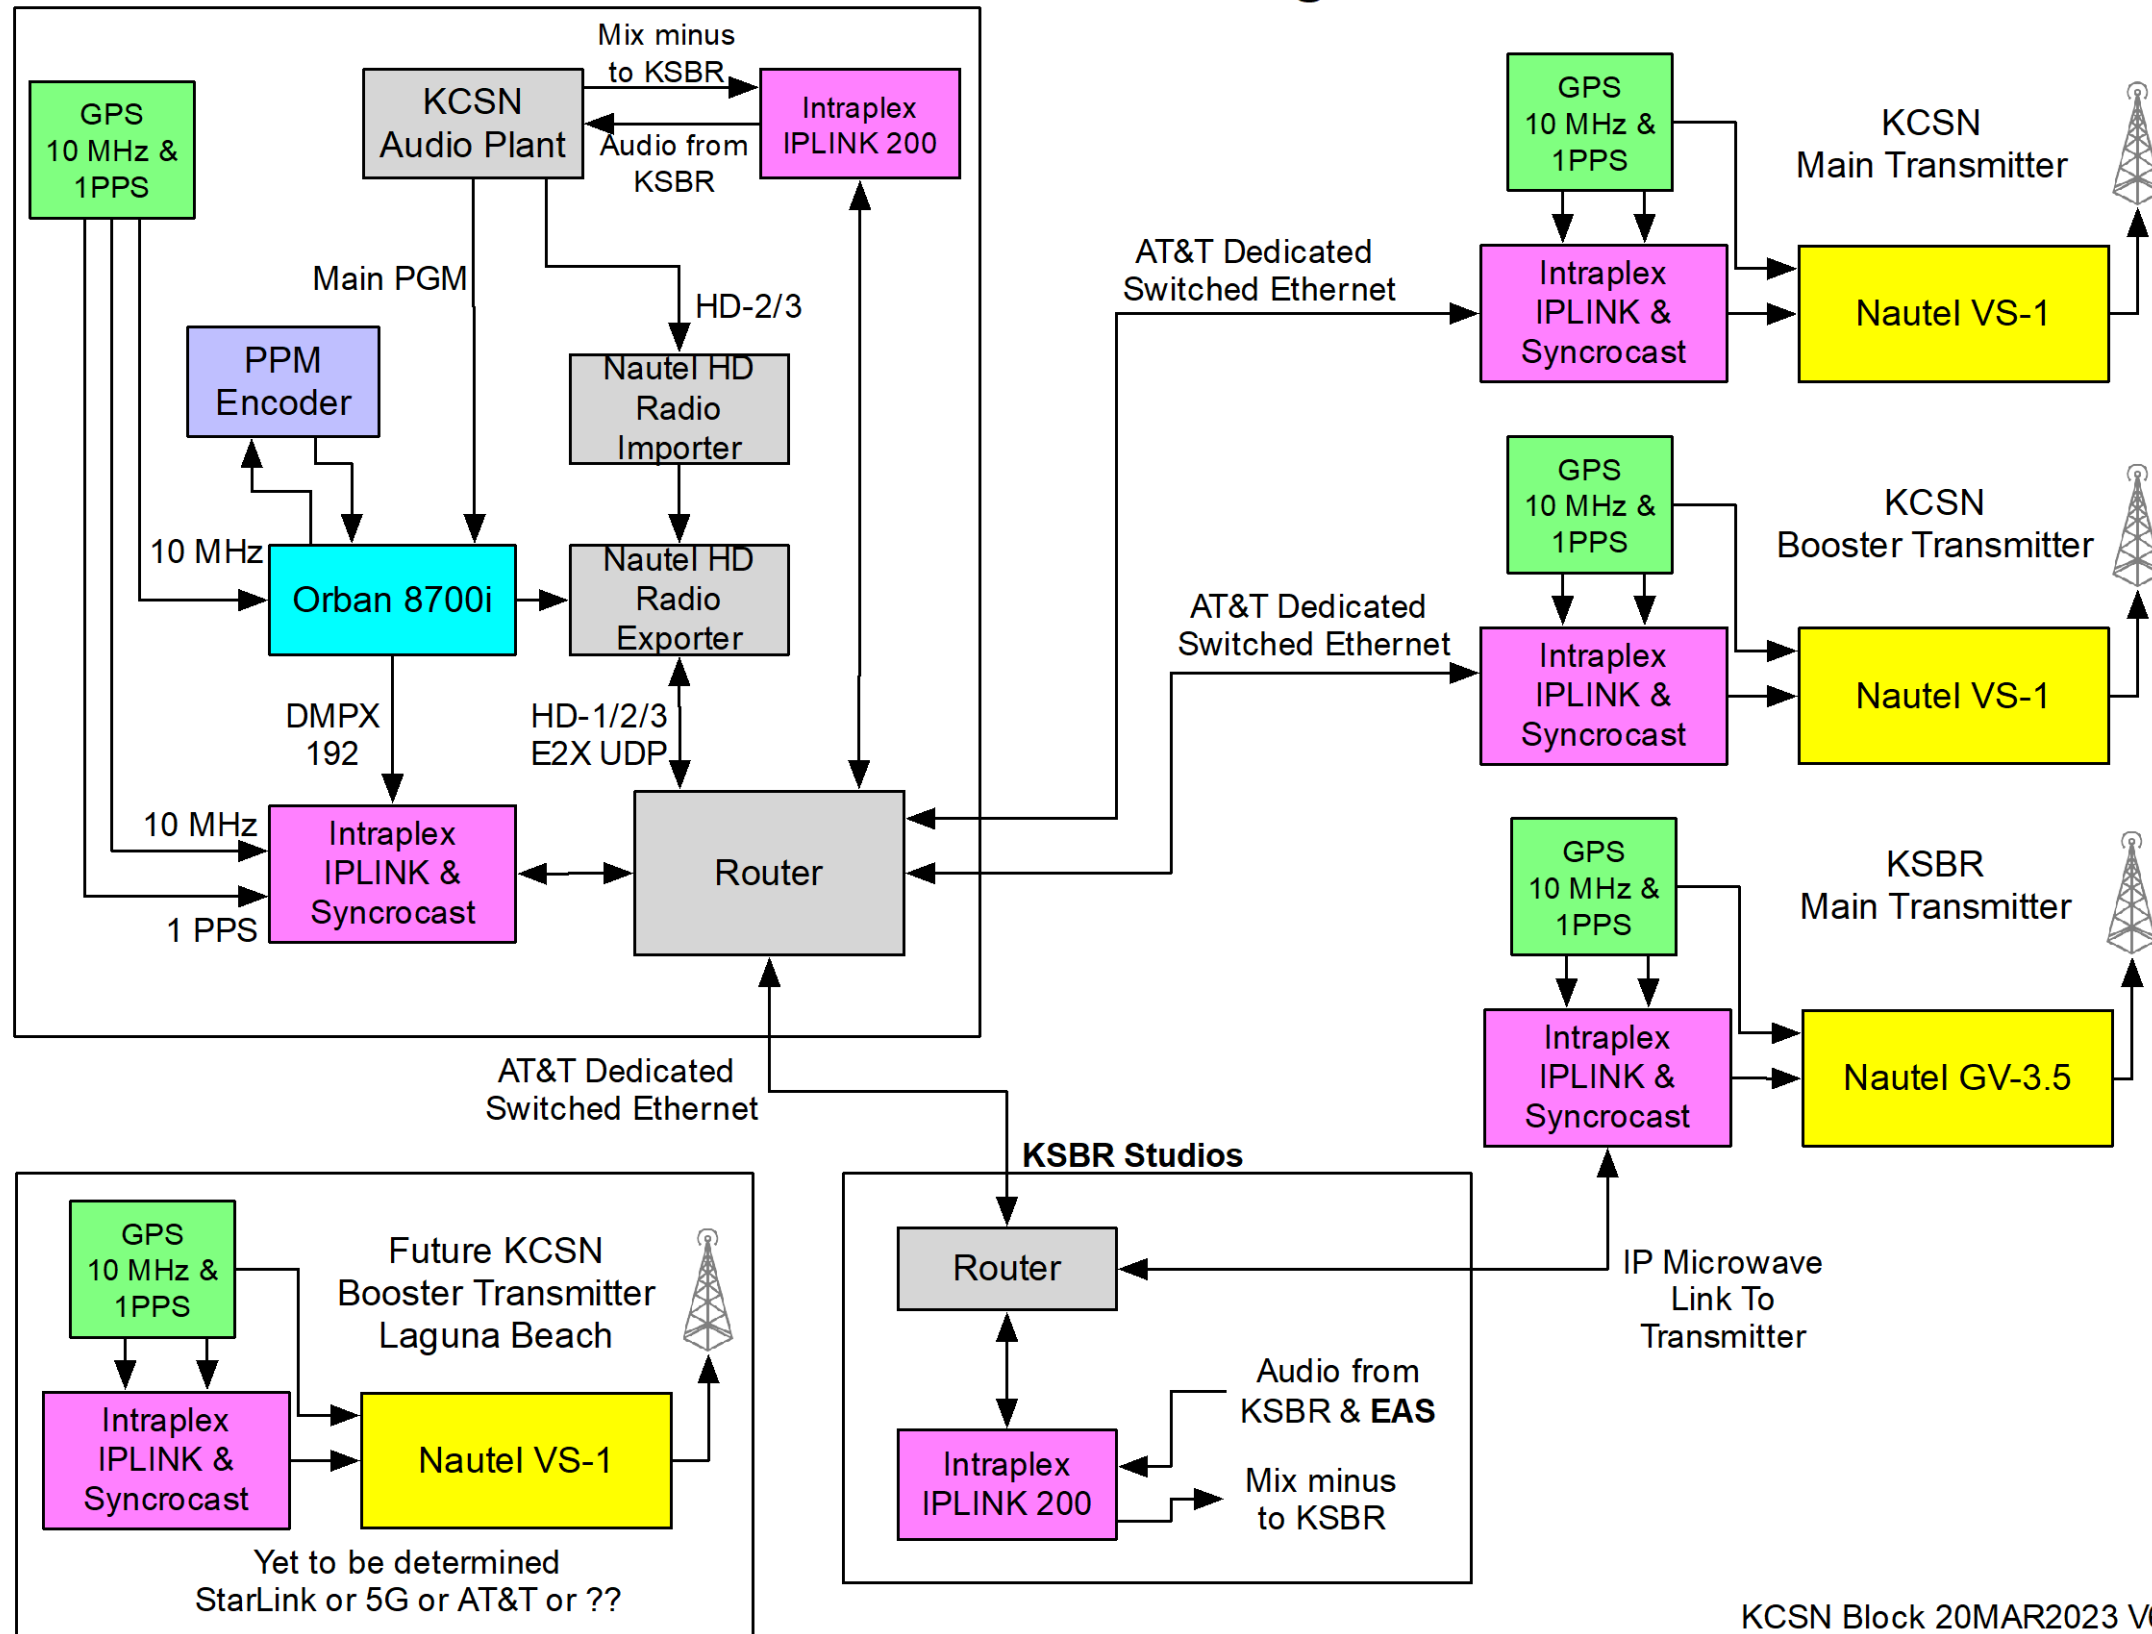 Mix minus
to KSBR
GPS
10 MHz &
1PPS
KCSN
Audio Plant
Intraplex
IPLINK 200
Audio from
KSBR
Main PGM
HD-2/3
PPM
Encoder
Nautel HD
Radio
Importer
10 MHz
Orban 8700i
Nautel HD
Radio
Exporter
DMPX
192
HD-1/2/3
E2X UDP
10 MHz
1 PPS
Intraplex
IPLINK &
Syncrocast
Router
AT&T Dedicated
Switched Ethernet
GPS
10 MHz &
1PPS
KCSN
Main Transmitter
Intraplex
IPLINK &
Syncrocast
Nautel VS-1
AT&T Dedicated
Switched Ethernet
GPS
10 MHz &
1PPS
KCSN
Booster Transmitter
Intraplex
IPLINK &
Syncrocast
Nautel VS-1
GPS
10 MHz &
1PPS
KSBR
Main Transmitter
Intraplex
IPLINK &
Syncrocast
Nautel GV-3.5
AT&T Dedicated
Switched Ethernet
KSBR Studios
Router
IP Microwave
Link To
Transmitter
Audio from
KSBR & EAS
Intraplex
IPLINK 200
Mix minus
to KSBR
GPS
10 MHz &
1PPS
Future KCSN
Booster Transmitter
Laguna Beach
Intraplex
IPLINK &
Syncrocast
Nautel VS-1
Yet to be determined
StarLink or 5G or AT&T or ??
KCSN Block 20MAR2023